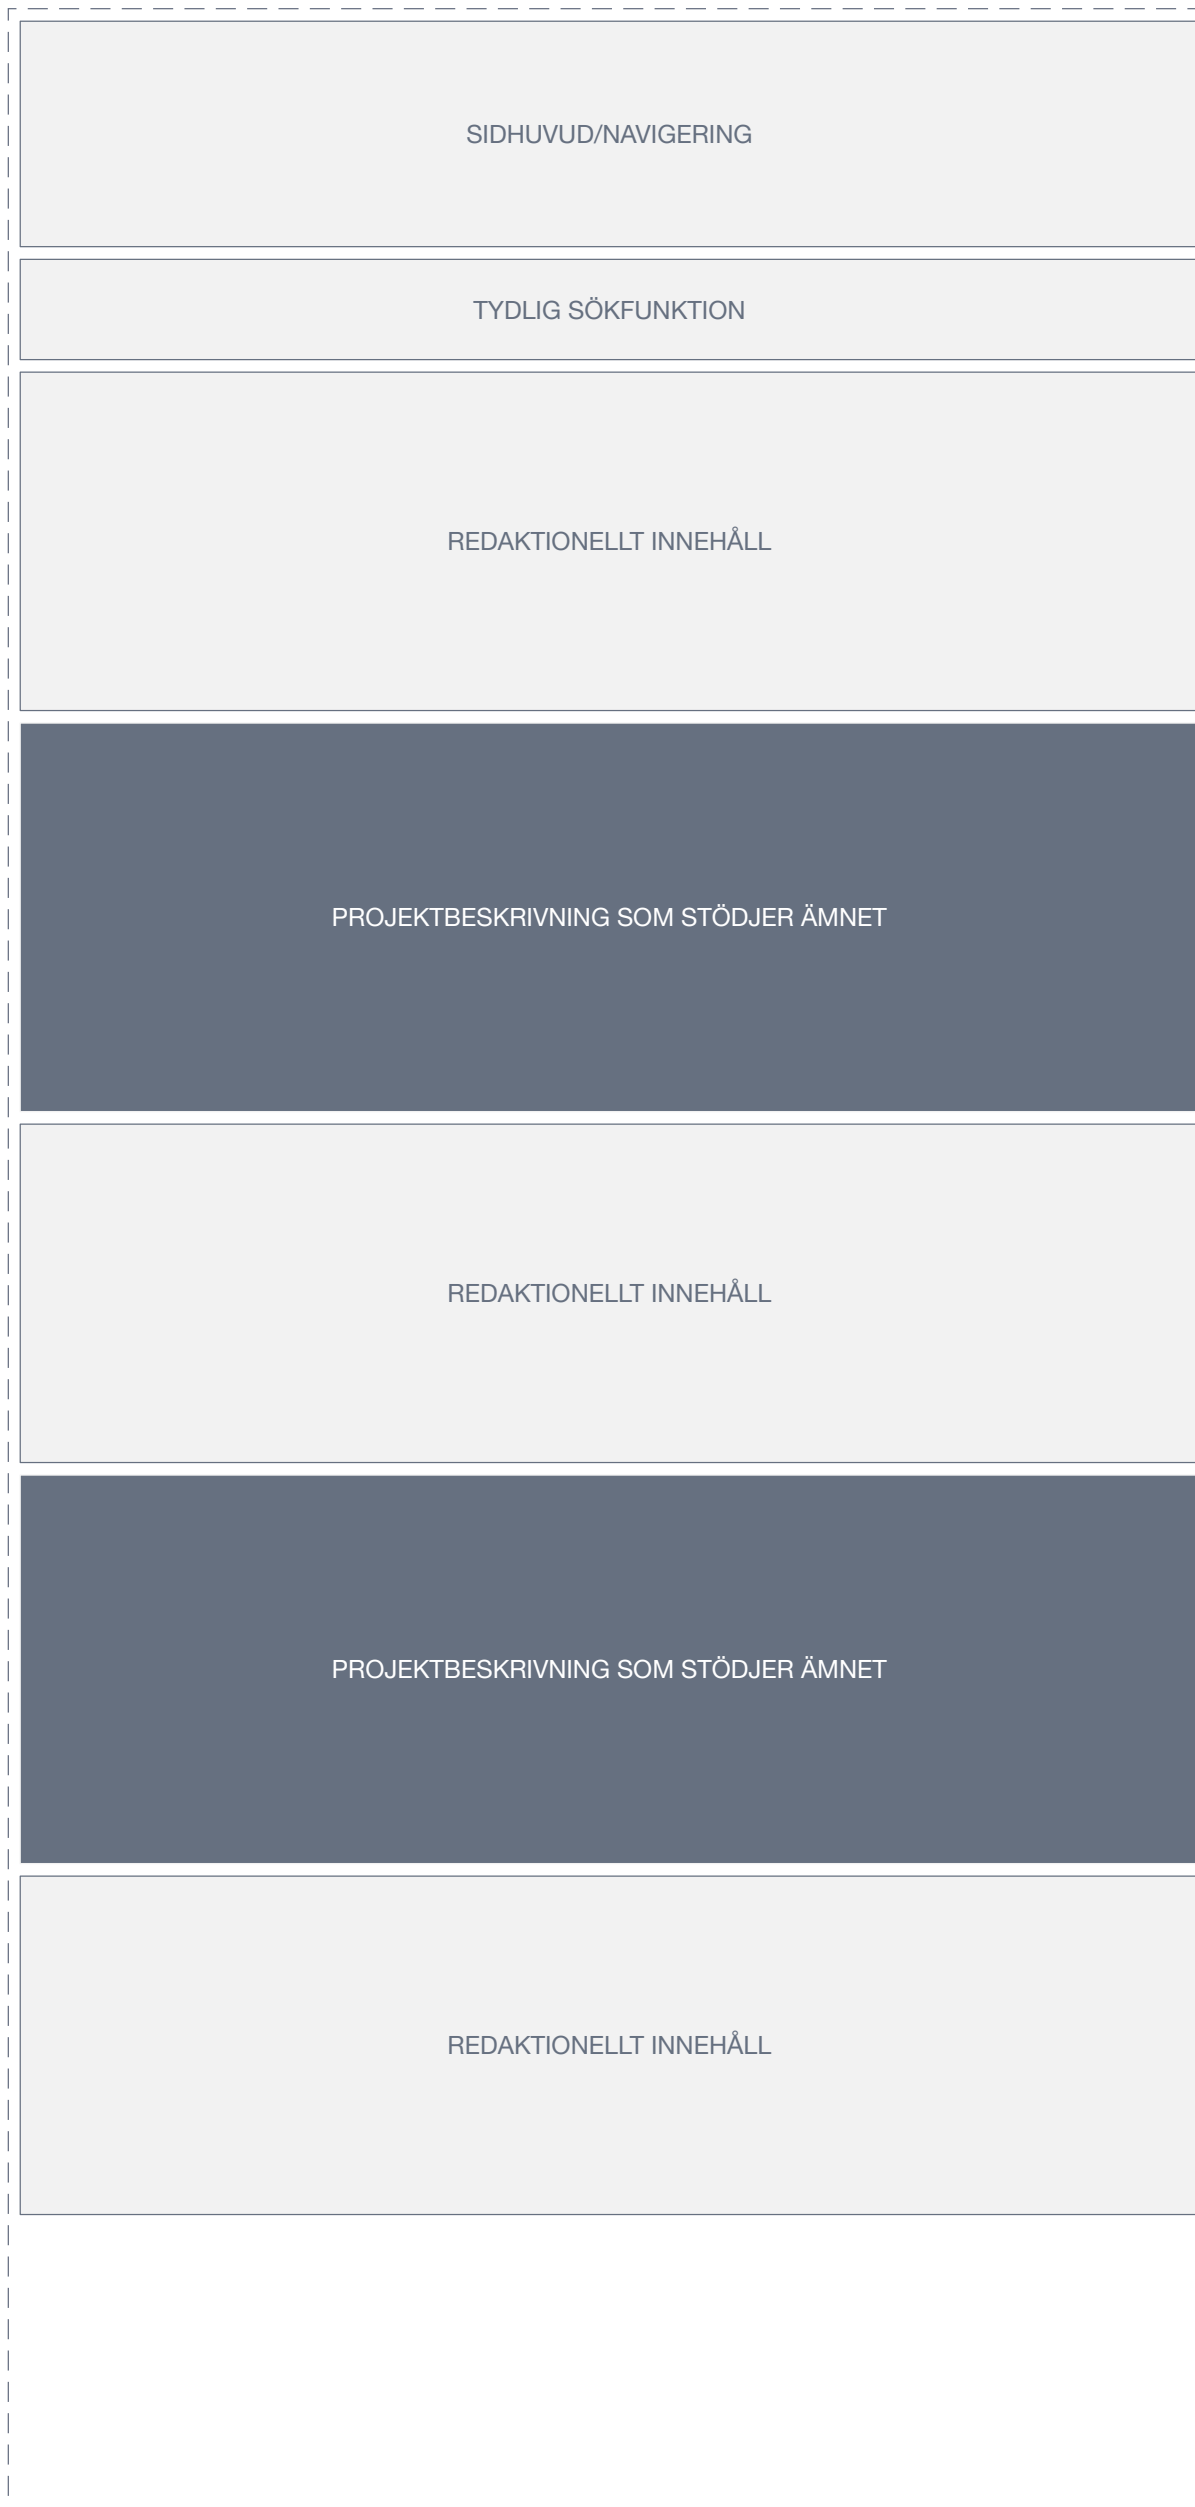 SIDHUVUD/NAVIGERING
TYDLIG SÖKFUNKTION
REDAKTIONELLT INNEHÅLL
PROJEKTBESKRIVNING SOM STÖDJER ÄMNET
REDAKTIONELLT INNEHÅLL
PROJEKTBESKRIVNING SOM STÖDJER ÄMNET
REDAKTIONELLT INNEHÅLL